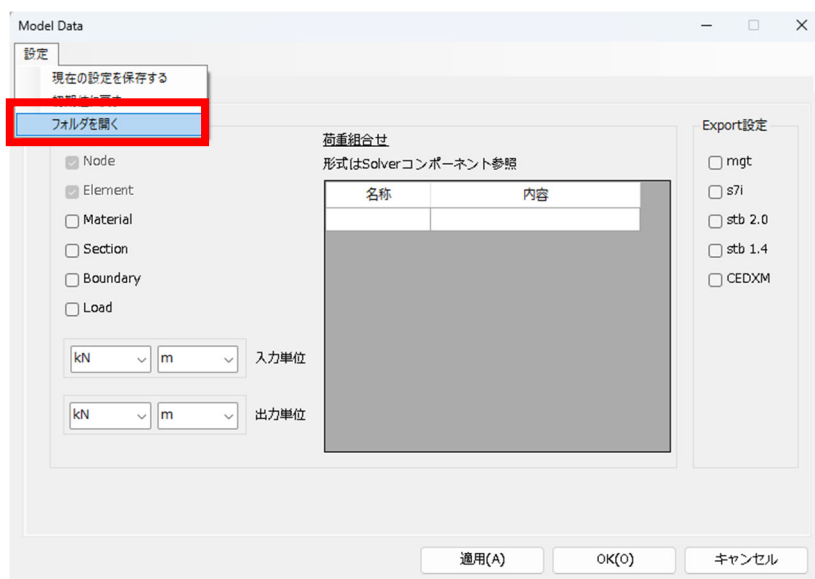 Model Data
設定
現在の設定を保存する
フォルダを開く
Node
Element
Material
Section
Boundary
Load
kN
m
入力単位
kN
m
出力単位
荷重組合せ
形式はSolverコンポーネント参照
名称
内容
Export設定
mgt
s7i
stb 2.0
stb 1.4
CEDXM
適用(A)
OK(O)
キャンセル